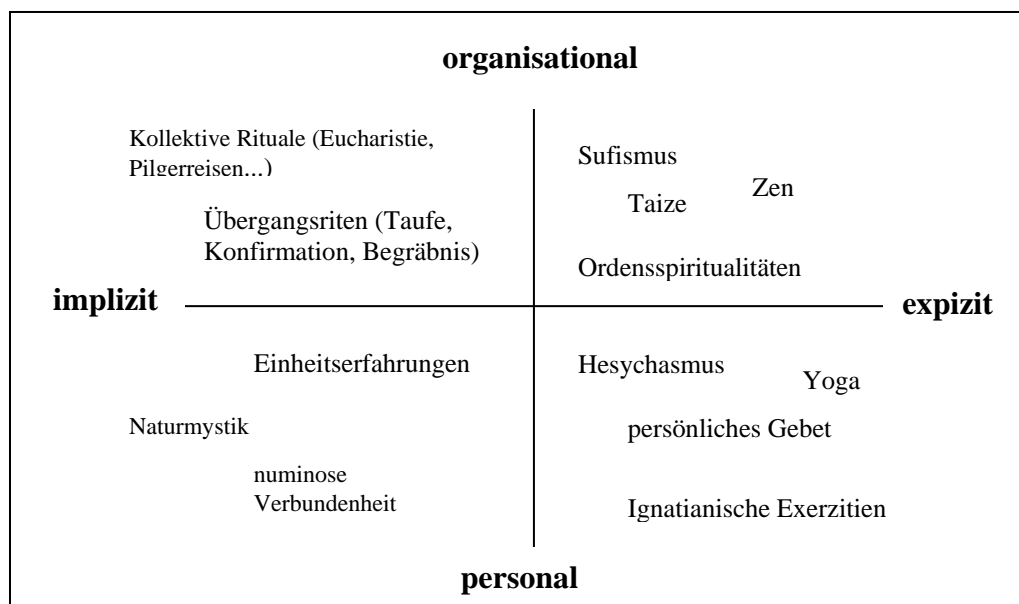 organisational
Kollektive Rituale (Eucharistie,
Pilgerreisen...)
Übergangsriten (Taufe,
Konfirmation, Begräbnis)
Sufismus
Zen
Taize
Ordensspiritualitäten
implizit
expizit
Einheitserfahrungen
Naturmystik
numinose
Verbundenheit
Hesychasmus
Yoga
persönliches Gebet
Ignatianische Exerzitien
personal